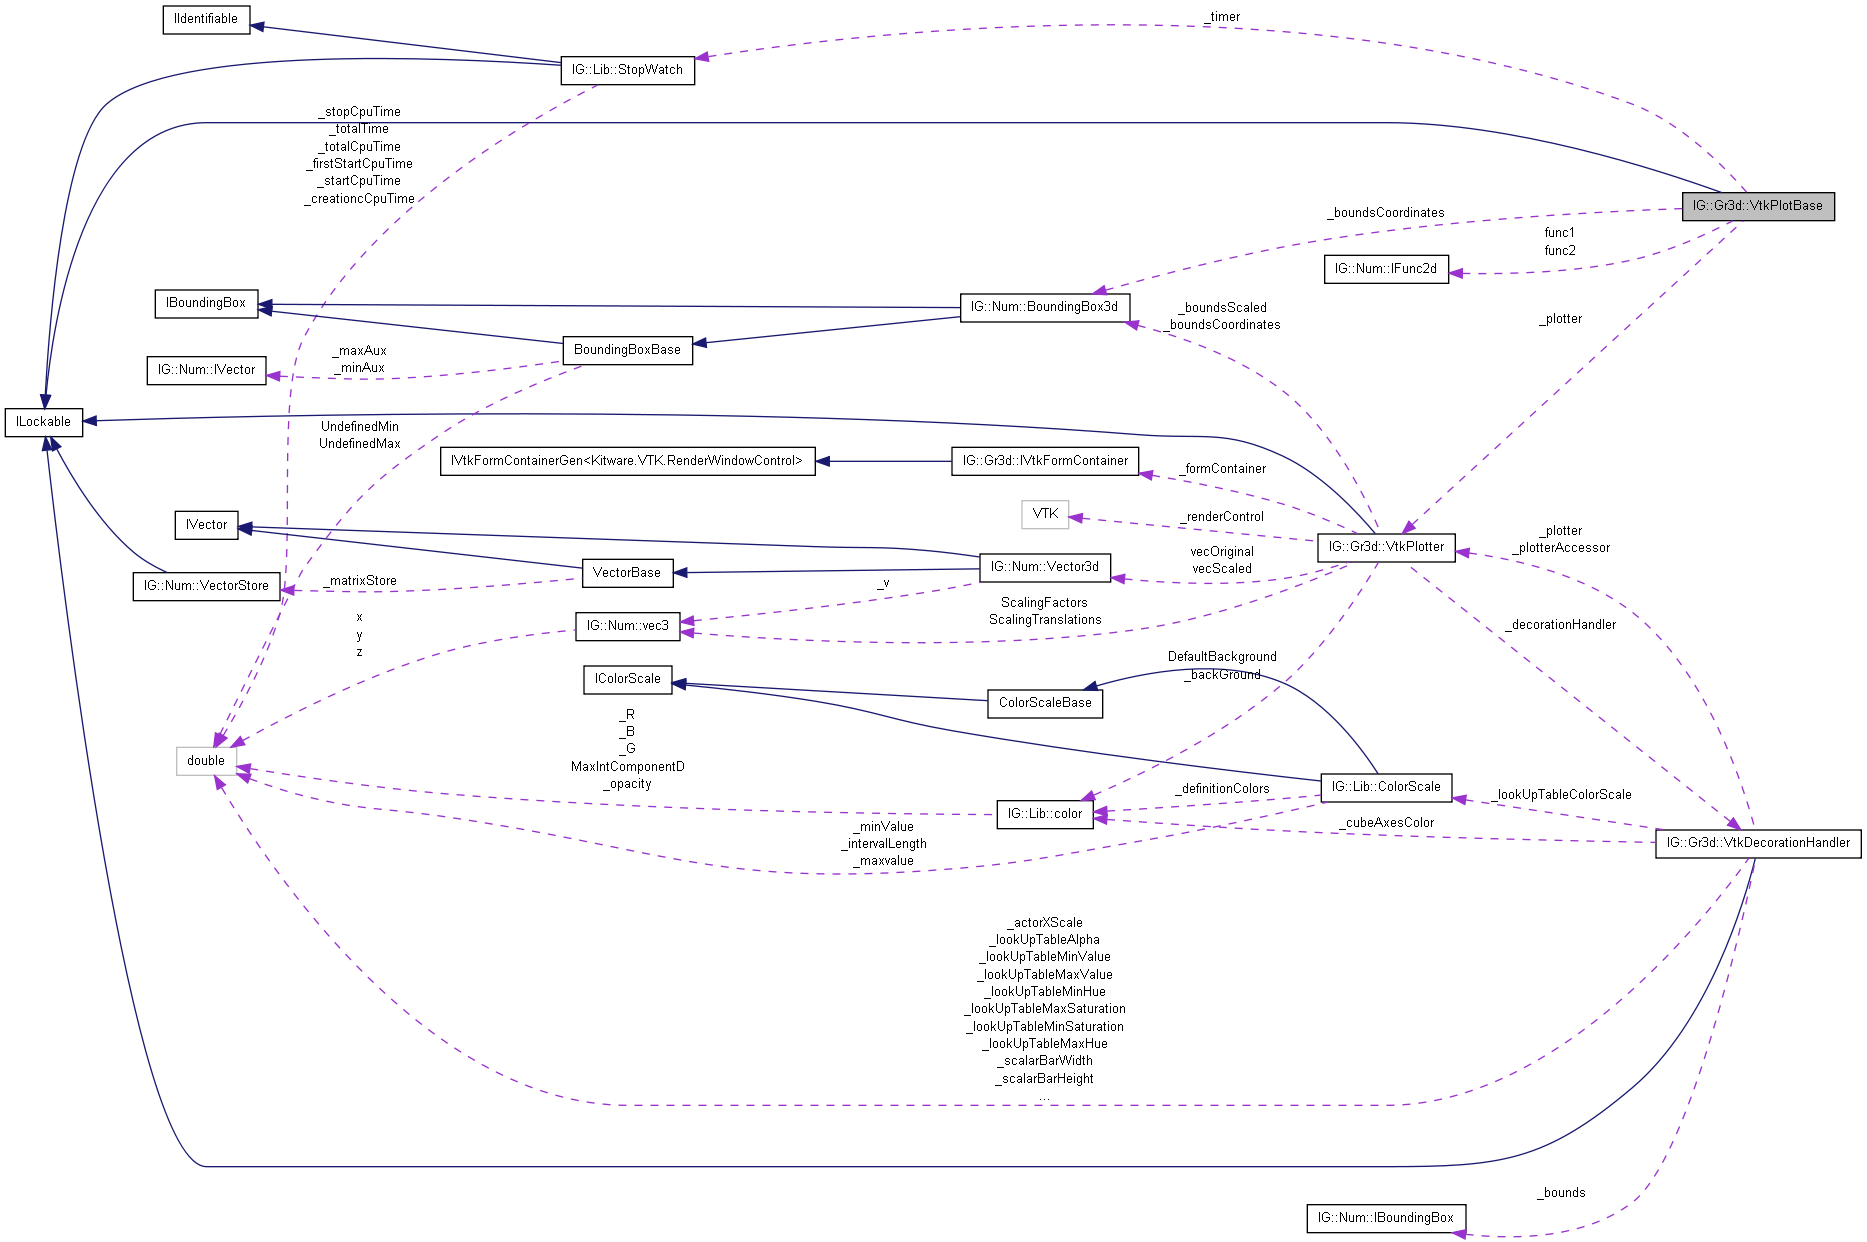 IIdentifiable
_timer
IG::Lib::StopWatch
_stopCpuTime
_totalTime
_totalCpuTime
_firstStartCpuTime
_startCpuTime
_creationcCpuTime
IG::Gr3d::VtkPlotBase
_boundsCoordinates
func1
func2
IG::Num::IFunc2d
IBoundingBox
IG::Num::BoundingBox3d
_boundsScaled
_boundsCoordinates
_plotter
BoundingBoxBase
_maxAux
_minAux
IG::Num::IVector
ILockable
UndefinedMin
UndefinedMax
IVtkFormContainerGen<Kitware.VTK.RenderWindowControl>
IG::Gr3d::IVtkFormContainer
_formContainer
VTK
_renderControl
IVector
IG::Gr3d::VtkPlotter
_plotter
_plotterAccessor
vecOriginal
vecScaled
IG::Num::VectorStore
_matrixStore
VectorBase
IG::Num::Vector3d
_v
ScalingFactors
ScalingTranslations
x
y
z
IG::Num::vec3
_decorationHandler
IColorScale
DefaultBackground
_backGround
ColorScaleBase
_R
_B
_G
MaxIntComponentD
_opacity
double
IG::Lib::ColorScale
_definitionColors
_lookUpTableColorScale
IG::Lib::color
_cubeAxesColor
_minValue
_intervalLength
_maxvalue
IG::Gr3d::VtkDecorationHandler
_actorXScale
_lookUpTableAlpha
_lookUpTableMinValue
_lookUpTableMaxValue
_lookUpTableMinHue
_lookUpTableMaxSaturation
_lookUpTableMinSaturation
_lookUpTableMaxHue
_scalarBarWidth
_scalarBarHeight
...
_bounds
IG::Num::IBoundingBox